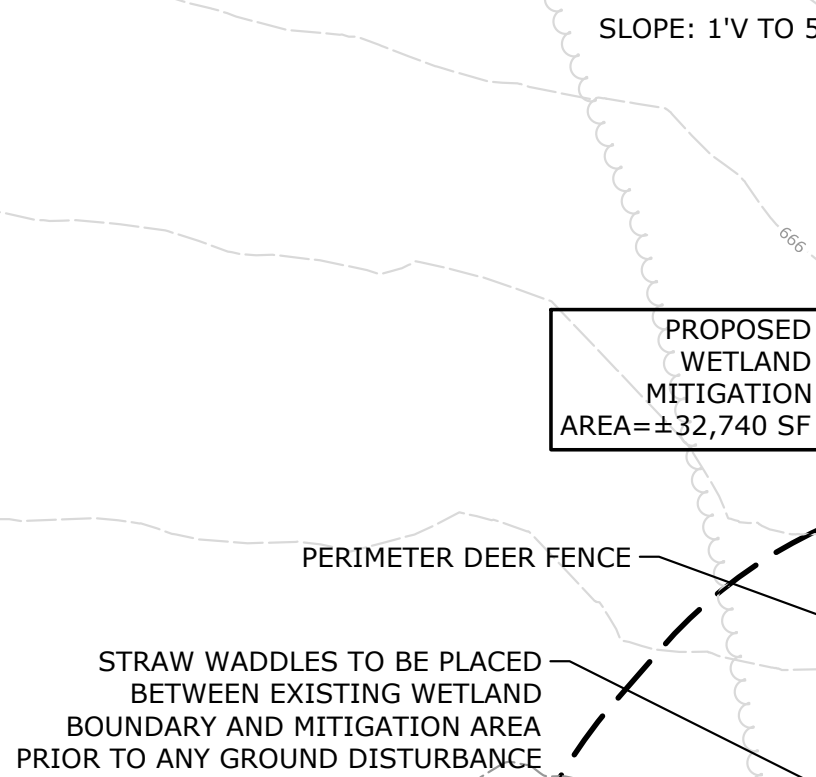 SLOPE: 1'V TO 5
666
PROPOSED
WETLAND
MITIGATION
AREA=±32,740 SF
PERIMETER DEER FENCE
STRAW WADDLES TO BE PLACED
BETWEEN EXISTING WETLAND
BOUNDARY AND MITIGATION AREA
PRIOR TO ANY GROUND DISTURBANCE